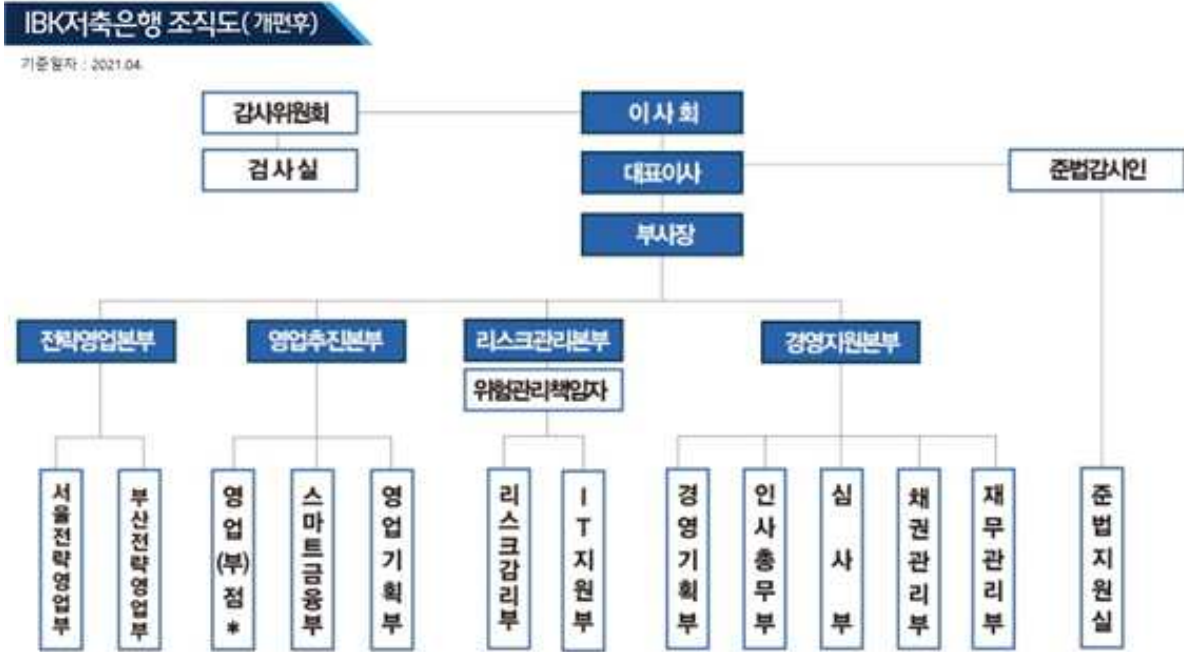 IBK저축은행 조직도(개편후)
기준일자 : 2021.04.
감사위원회
이사회
검사실
대표이사
준법감시인
부사장
전략영업본부
영업추진본부
리스크관리본부
경영지원본부
위험관리책임자
서울전략영업부
부산전략영업부
영업(부)점*
스마트금융부
영업기획부
리스크감리부
IT지원부
경영기획부
인사총무부
심사부
채권관리부
재무관리부
준법지원실